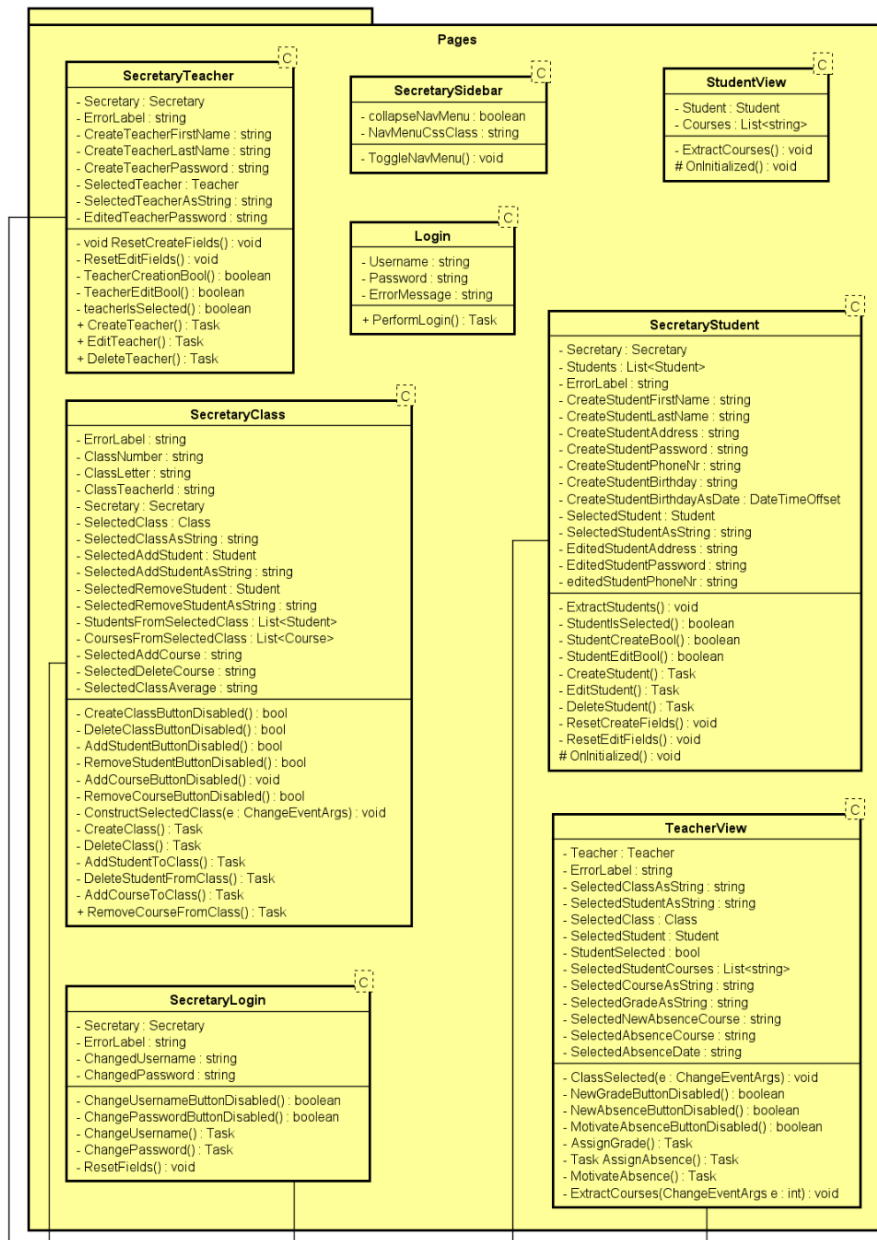 Pages
C
SecretaryTeacher
- Secretary : Secretary
- ErrorLabel : string
- CreateTeacherFirstName : string
- CreateTeacherLastName : string
- CreateTeacherPassword : string
- SelectedTeacher : Teacher
- SelectedTeacherAsString : string
- EditedTeacherPassword : string
- void ResetCreateFields() : void
- ResetEditFields() : void
- TeacherCreationBool() : boolean
- TeacherEditBool() : boolean
- teacherIsSelected() : boolean
+ CreateTeacher() : Task
+ EditTeacher() : Task
+ DeleteTeacher() : Task
C
SecretarySidebar
- collapseNavMenu : boolean
- NavMenuCssClass : string
- ToggleNavMenu() : void
C
StudentView
- Student : Student
- Courses : List<string>
- ExtractCourses() : void
# OnInitialized() : void
C
Login
- Username : string
- Password : string
- ErrorMessage : string
+ PerformLogin() : Task
C
SecretaryStudent
- Secretary : Secretary
- Students : List<Student>
- ErrorLabel : string
- CreateStudentFirstName : string
- CreateStudentLastName : string
- CreateStudentAddress : string
- CreateStudentPassword : string
- CreateStudentPhoneNr : string
- CreateStudentBirthday : string
- CreateStudentBirthdayAsDate : DateTimeOffset
- SelectedStudent : Student
- SelectedStudentAsString : string
- EditedStudentAddress : string
- EditedStudentPassword : string
- editedStudentPhoneNr : string
- ExtractStudents() : void
- StudentIsSelected() : boolean
- StudentCreateBool() : boolean
- StudentEditBool() : boolean
- CreateStudent() : Task
- EditStudent() : Task
- DeleteStudent() : Task
- ResetCreateFields() : void
- ResetEditFields() : void
# OnInitialized() : void
C
SecretaryClass
- ErrorLabel : string
- ClassNumber : string
- ClassLetter : string
- ClassTeacherId : string
- Secretary : Secretary
- SelectedClass : Class
- SelectedClassAsString : string
- SelectedAddStudent : Student
- SelectedAddStudentAsString : string
- SelectedRemoveStudent : Student
- SelectedRemoveStudentAsString : string
- StudentsFromSelectedClass : List<Student>
- CoursesFromSelectedClass : List<Course>
- SelectedAddCourse : string
- SelectedDeleteCourse : string
- SelectedClassAverage : string
- CreateClassButtonDisabled() : bool
- DeleteClassButtonDisabled() : bool
- AddStudentButtonDisabled() : bool
- RemoveStudentButtonDisabled() : bool
- AddCourseButtonDisabled() : void
- RemoveCourseButtonDisabled() : bool
- ConstructSelectedClass(e : ChangeEventArgs) : void
- CreateClass() : Task
- DeleteClass() : Task
- AddStudentToClass() : Task
- DeleteStudentFromClass() : Task
- AddCourseToClass() : Task
+ RemoveCourseFromClass() : Task
C
TeacherView
- Teacher : Teacher
- ErrorLabel : string
- SelectedClassAsString : string
- SelectedStudentAsString : string
- SelectedClass : Class
- SelectedStudent : Student
- StudentSelected : bool
- SelectedStudentCourses : List<string>
- SelectedCourseAsString : string
- SelectedGradeAsString : string
- SelectedNewAbsenceCourse : string
- SelectedAbsenceCourse : string
- SelectedAbsenceDate : string
- ClassSelected(e : ChangeEventArgs) : void
- NewGradeButtonDisabled() : boolean
- NewAbsenceButtonDisabled() : boolean
- MotivateAbsenceButtonDisabled() : boolean
- AssignGrade() : Task
- Task AssignAbsence() : Task
- MotivateAbsence() : Task
- ExtractCourses(ChangeEventArgs e : int) : void
C
SecretaryLogin
- Secretary : Secretary
- ErrorLabel : string
- ChangedUsername : string
- ChangedPassword : string
- ChangeUsernameButtonDisabled() : boolean
- ChangePasswordButtonDisabled() : boolean
- ChangeUsername() : Task
- ChangePassword() : Task
- ResetFields() : void